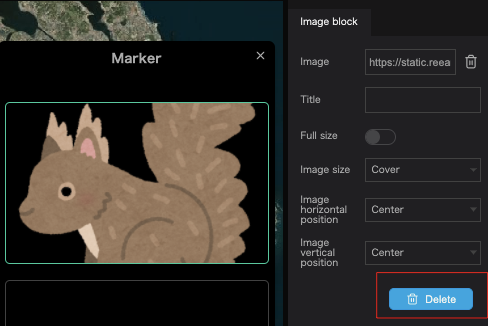 Marker
Image block
Image
https://static.reea
Title
Full size
Image size
Cover
Image
horizontal
position
Center
Image
vertical
position
Center
Delete